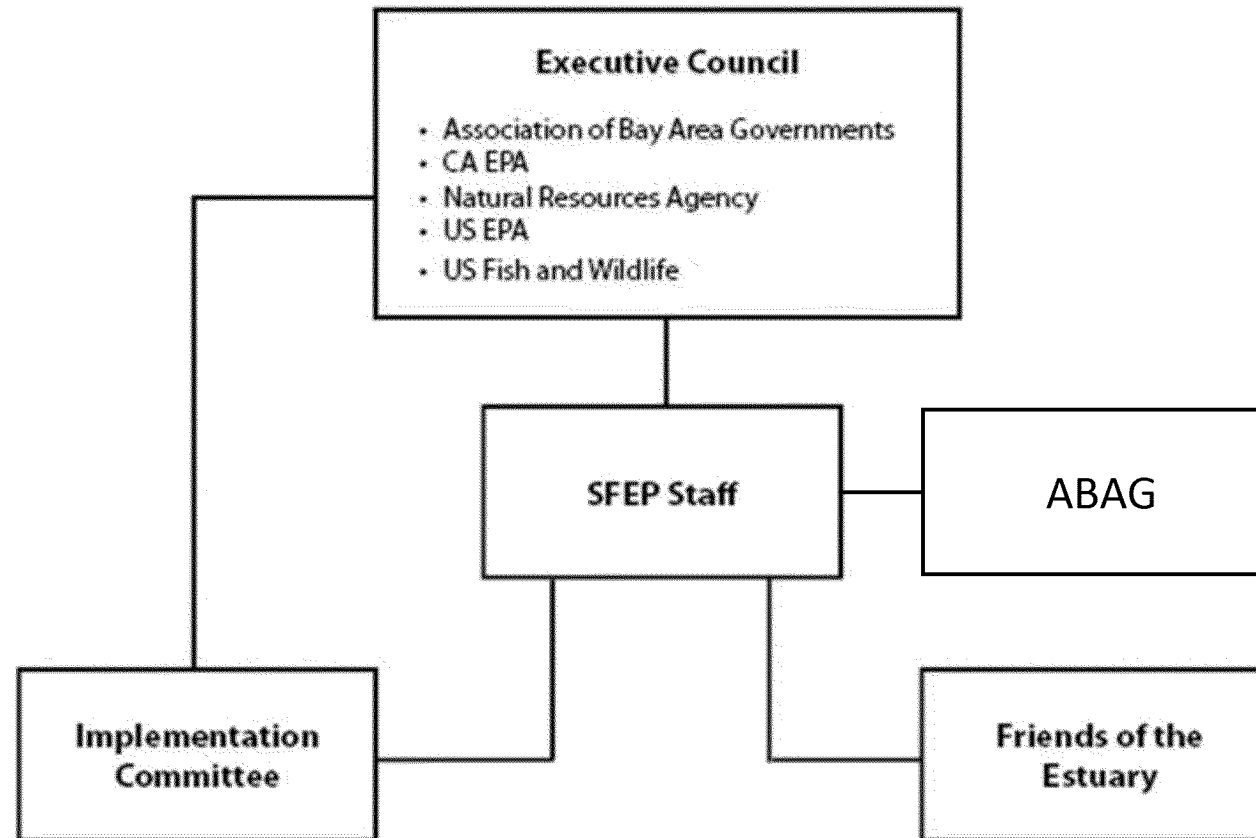 Executive Council
• Association of Bay Area Governments
• CA EPA
• Natural Resources Agency
• US EPA
• US Fish and Wildlife
SFEP Staff
ABAG
Implementation
Committee
Friends of the
Estuary